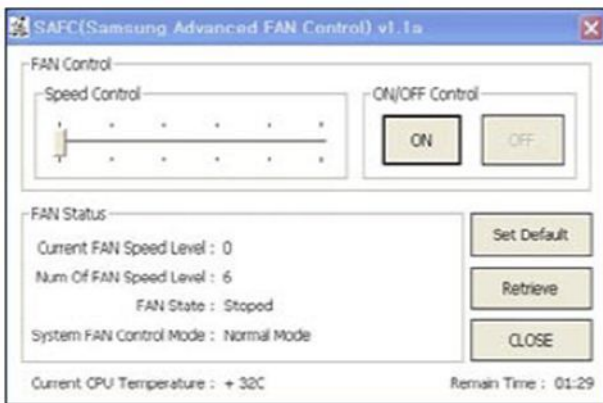 SAFC(Samsung Advanced FAN Control) v1.1a
FAN Control
Speed Control
ON/OFF Control
ON
OFF
FAN Status
Current FAN Speed Level : 0
Num Of FAN Speed Level : 6
FAN State : Stoped
System FAN Control Mode : Normal Mode
Set Default
Retrieve
CLOSE
Current CPU Temperature : + 32C
Remain Time : 01:29